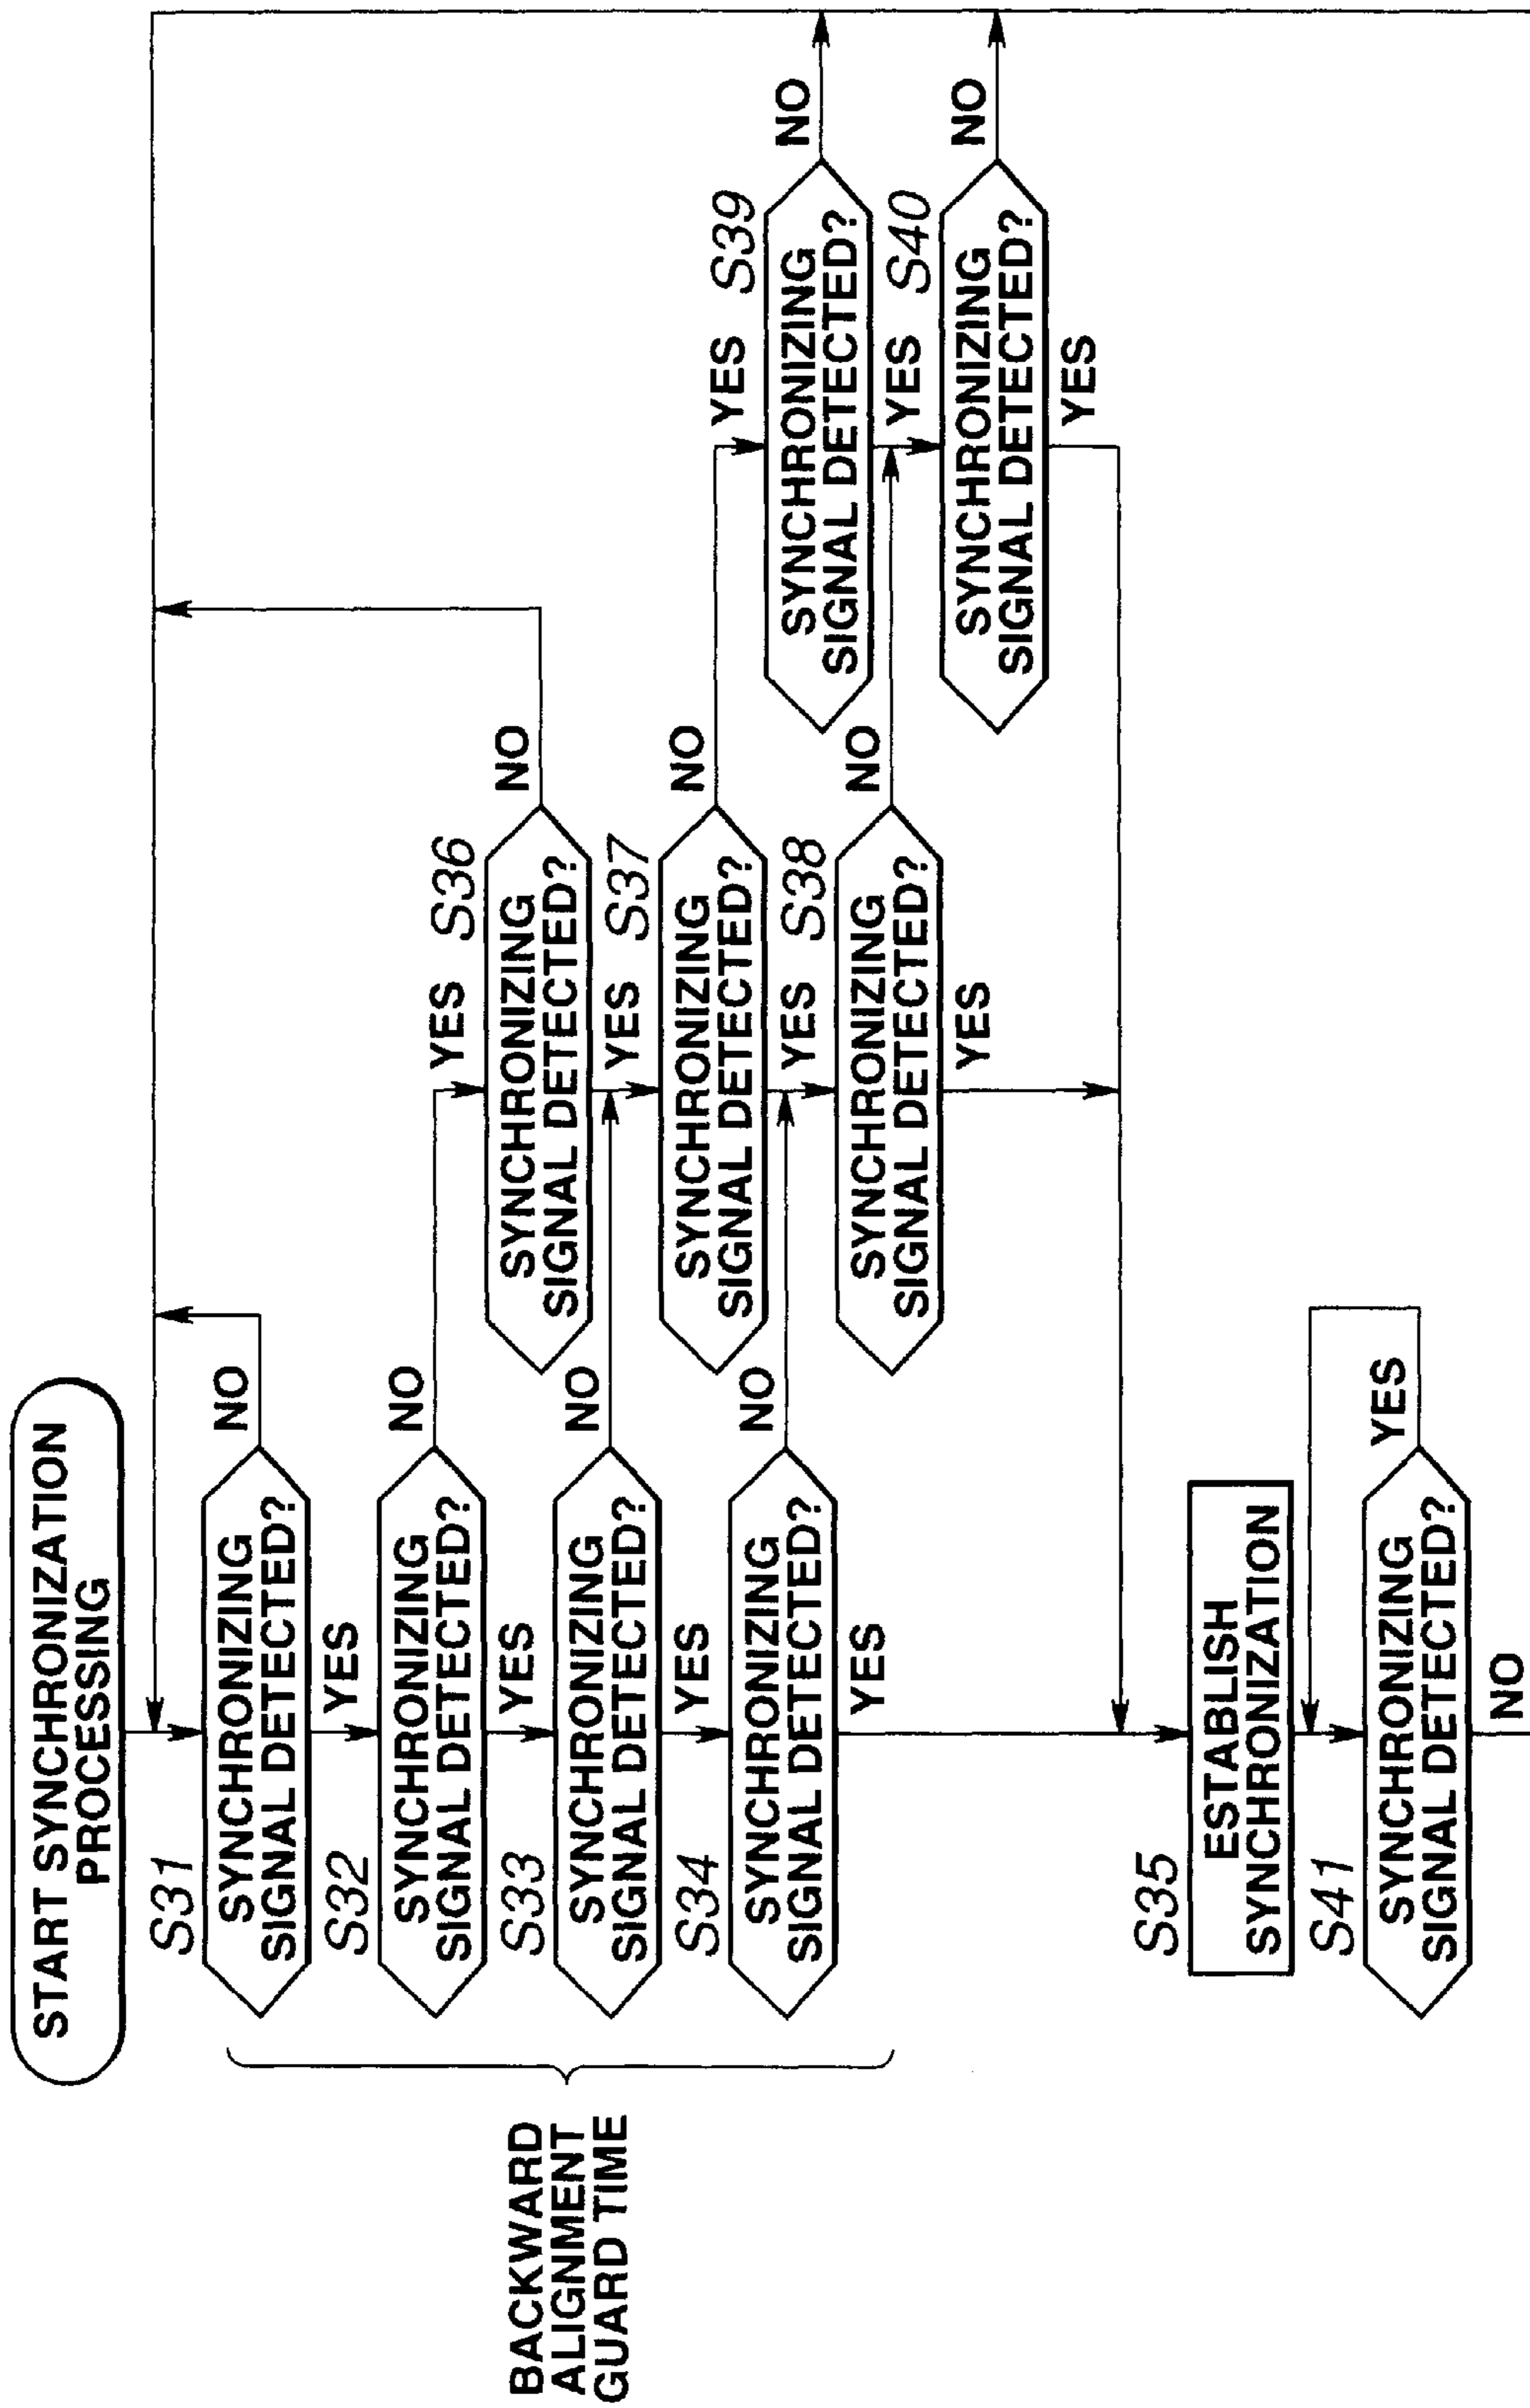 START SYNCHRONIZATION
PROCESSING
S31
SYNCHRONIZING
SIGNAL DETECTED?
NO
YES
S32
SYNCHRONIZING
SIGNAL DETECTED?
NO
YES
S36
SYNCHRONIZING
SIGNAL DETECTED?
NO
YES
S33
SYNCHRONIZING
SIGNAL DETECTED?
NO
YES
S37
SYNCHRONIZING
SIGNAL DETECTED?
NO
YES
S34
SYNCHRONIZING
SIGNAL DETECTED?
NO
YES
S38
SYNCHRONIZING
SIGNAL DETECTED?
NO
YES
YES
S39
SYNCHRONIZING
SIGNAL DETECTED?
NO
YES
S40
SYNCHRONIZING
SIGNAL DETECTED?
NO
YES
BACKWARD
ALIGNMENT
GUARD TIME
S35
ESTABLISH
SYNCHRONIZATION
S41
SYNCHRONIZING
SIGNAL DETECTED?
YES
NO